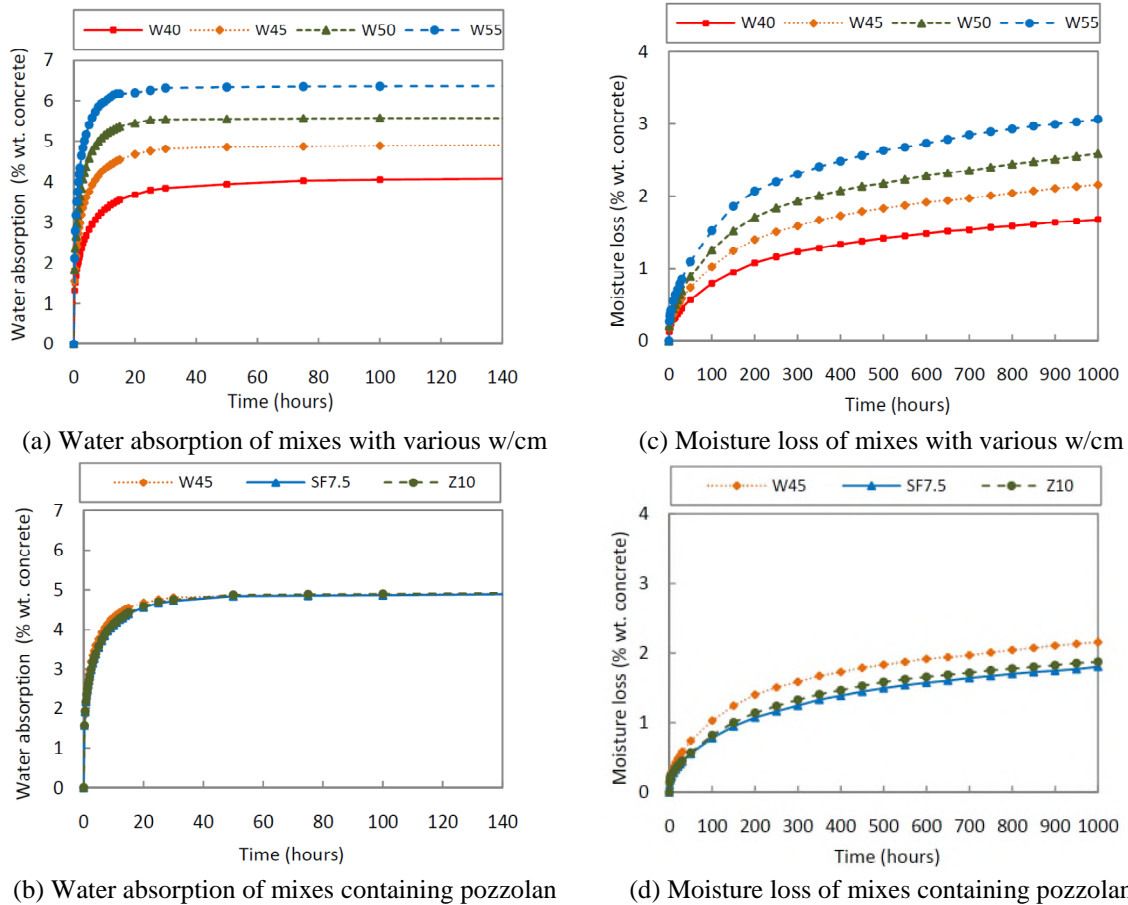 W40 W45 W50 W55
7
6
5
4
3
2
1
0
Water absorption (% wt. concrete)
0 20 40 60 80 100 120 140
Time (hours)
(a) Water absorption of mixes with various w/cm
W40 W45 W50 W55
4
3
2
1
0
Moisture loss (% wt. concrete)
0 100 200 300 400 500 600 700 800 900 1000
Time (hours)
(c) Moisture loss of mixes with various w/cm
W45 SF7.5 Z10
7
6
5
4
3
2
1
0
Water absorption (% wt. concrete)
0 20 40 60 80 100 120 140
Time (hours)
(b) Water absorption of mixes containing pozzolan
W45 SF7.5 Z10
4
3
2
1
0
Moisture loss (% wt. concrete)
0 100 200 300 400 500 600 700 800 900 1000
Time (hours)
(d) Moisture loss of mixes containing pozzolan